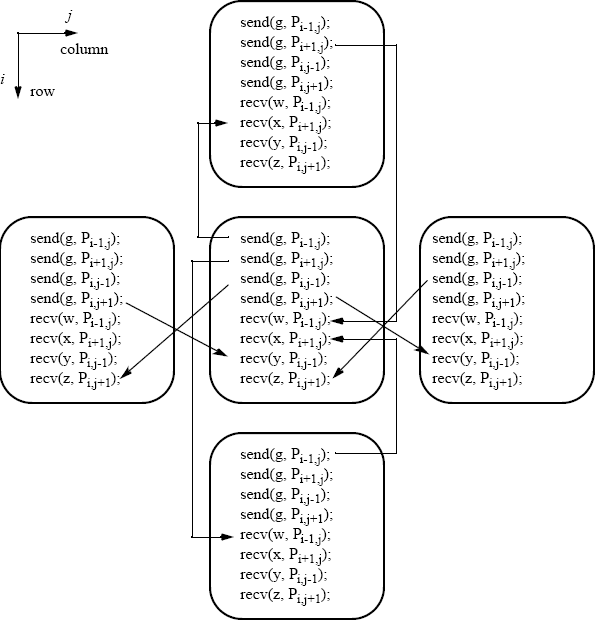 j
column
i
row
send(g, Pi-1,j);
send(g, Pi+1,j);
send(g, Pi,j-1);
send(g, Pi,j+1);
recv(w, Pi-1,j);
recv(x, Pi+1,j);
recv(y, Pi,j-1);
recv(z, Pi,j+1);
send(g, Pi-1,j);
send(g, Pi+1,j);
send(g, Pi,j-1);
send(g, Pi,j+1);
recv(w, Pi-1,j);
recv(x, Pi+1,j);
recv(y, Pi,j-1);
recv(z, Pi,j+1);
send(g, Pi-1,j);
send(g, Pi+1,j);
send(g, Pi,j-1);
send(g, Pi,j+1);
recv(w, Pi-1,j);
recv(x, Pi+1,j);
recv(y, Pi,j-1);
recv(z, Pi,j+1);
send(g, Pi-1,j);
send(g, Pi+1,j);
send(g, Pi,j-1);
send(g, Pi,j+1);
recv(w, Pi-1,j);
recv(x, Pi+1,j);
recv(y, Pi,j-1);
recv(z, Pi,j+1);
send(g, Pi-1,j);
send(g, Pi+1,j);
send(g, Pi,j-1);
send(g, Pi,j+1);
recv(w, Pi-1,j);
recv(x, Pi+1,j);
recv(y, Pi,j-1);
recv(z, Pi,j+1);